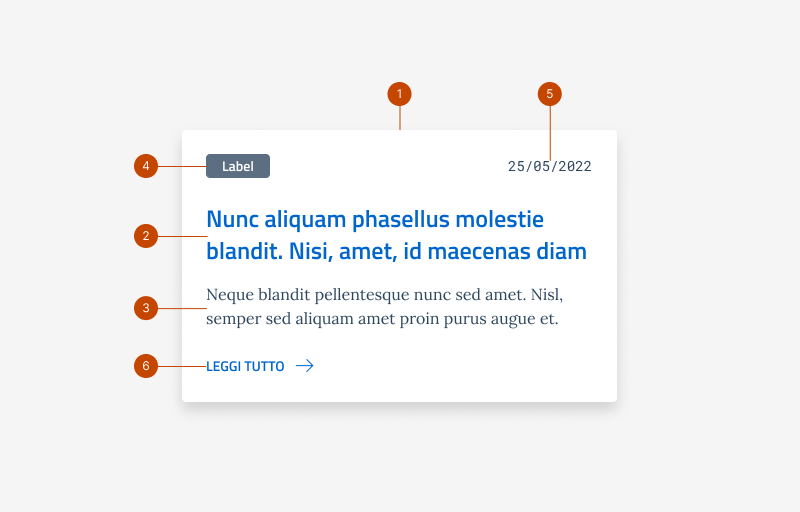 1
5
4
Label
25/05/2022
2
Nunc aliquam phasellus molestie
blandit. Nisi, amet, id maecenas diam
3
Neque blandit pellentesque nunc sed amet. Nisl,
semper sed aliquam amet proin purus augue et.
6
LEGGI TUTTO